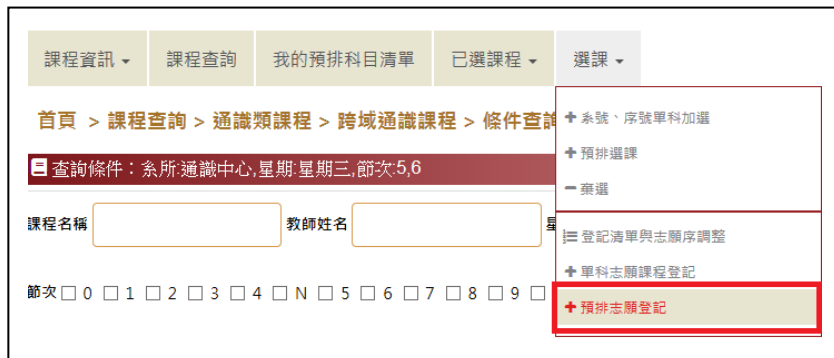 課程資訊 課程查詢 我的預排科目清單 已選課程 選課
首頁 > 課程查詢 > 通識類課程 > 跨域通識課程 > 條件查詢
系號、序號單科加選
預排選課
查詢條件：系所:通識中心,星期:星期三,節次:5,6
棄選
課程名稱 教師姓名
登記清單與志願序調整
單科志願課程登記
節次 0 1 2 3 4 N 5 6 7 8 9
預排志願登記